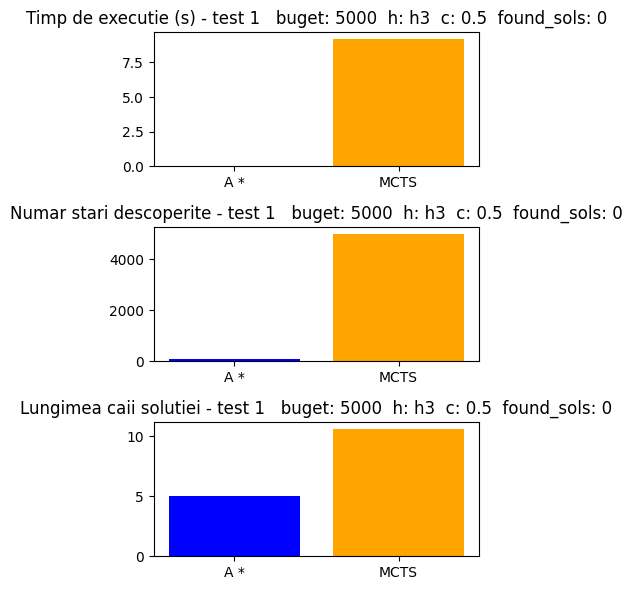 Timp de executie (s) - test 1   buget: 5000  h: h3  c: 0.5  found_sols: 0
7.5
5.0
2.5
0.0
A *
MCTS
Numar stari descoperite - test 1   buget: 5000  h: h3  c: 0.5  found_sols: 0
4000
2000
0
A *
MCTS
Lungimea caii solutiei - test 1   buget: 5000  h: h3  c: 0.5  found_sols: 0
10
5
0
A *
MCTS